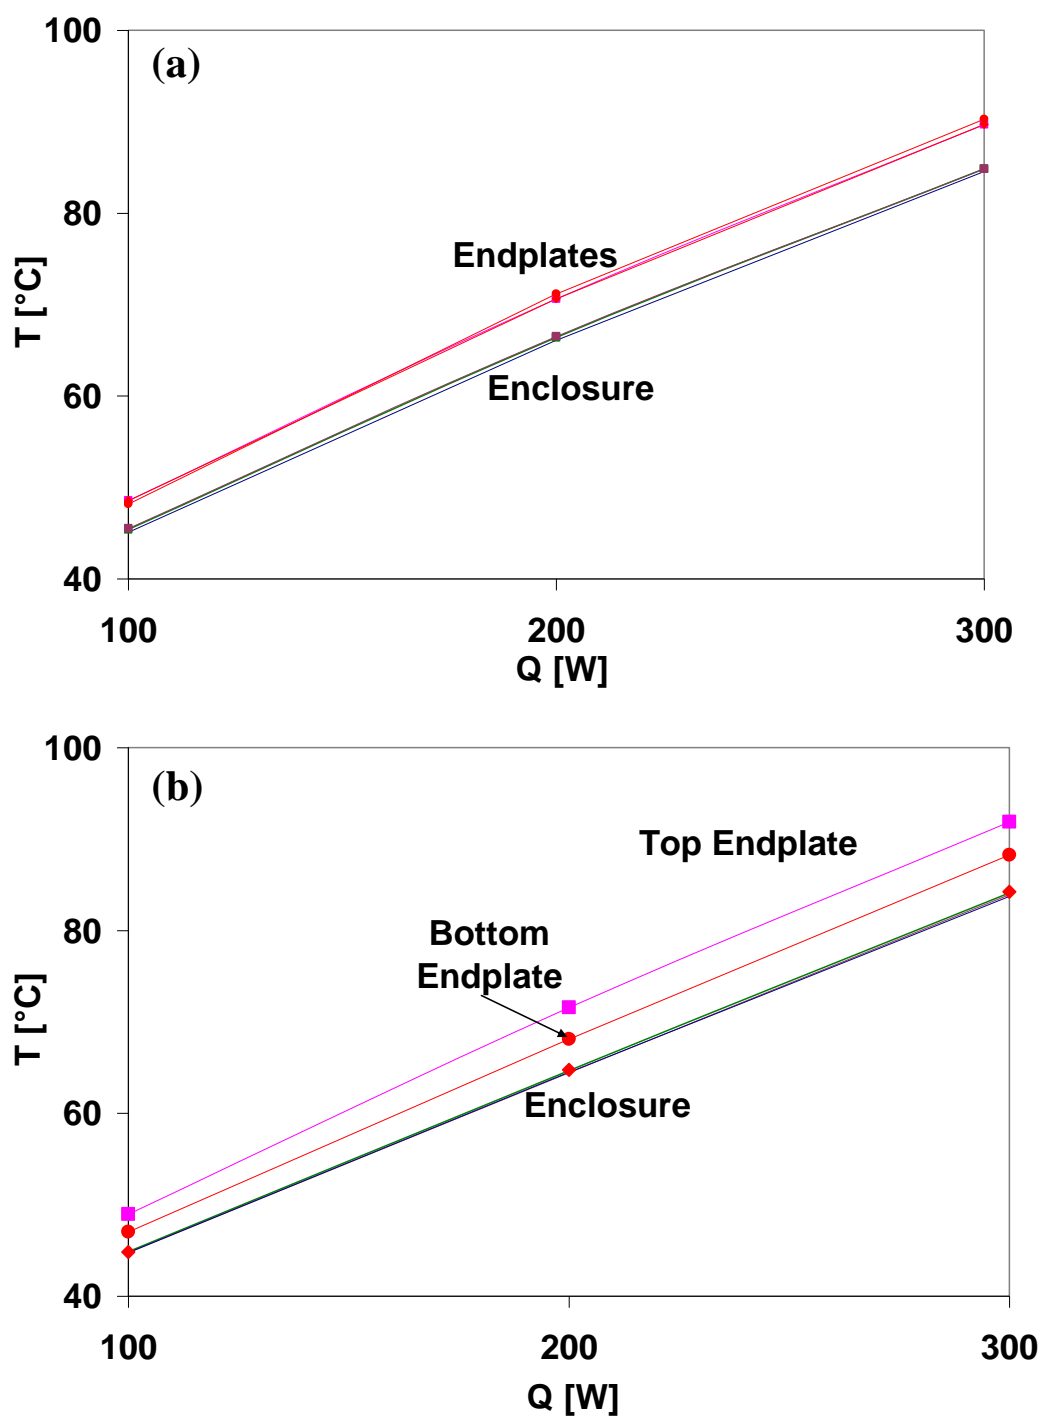 100
(a)
80
Endplates
T [°C]
Enclosure
60
40
100
200
300
Q [W]
100
(b)
Top Endplate
Bottom
Endplate
80
T [°C]
Enclosure
60
40
100
200
300
Q [W]